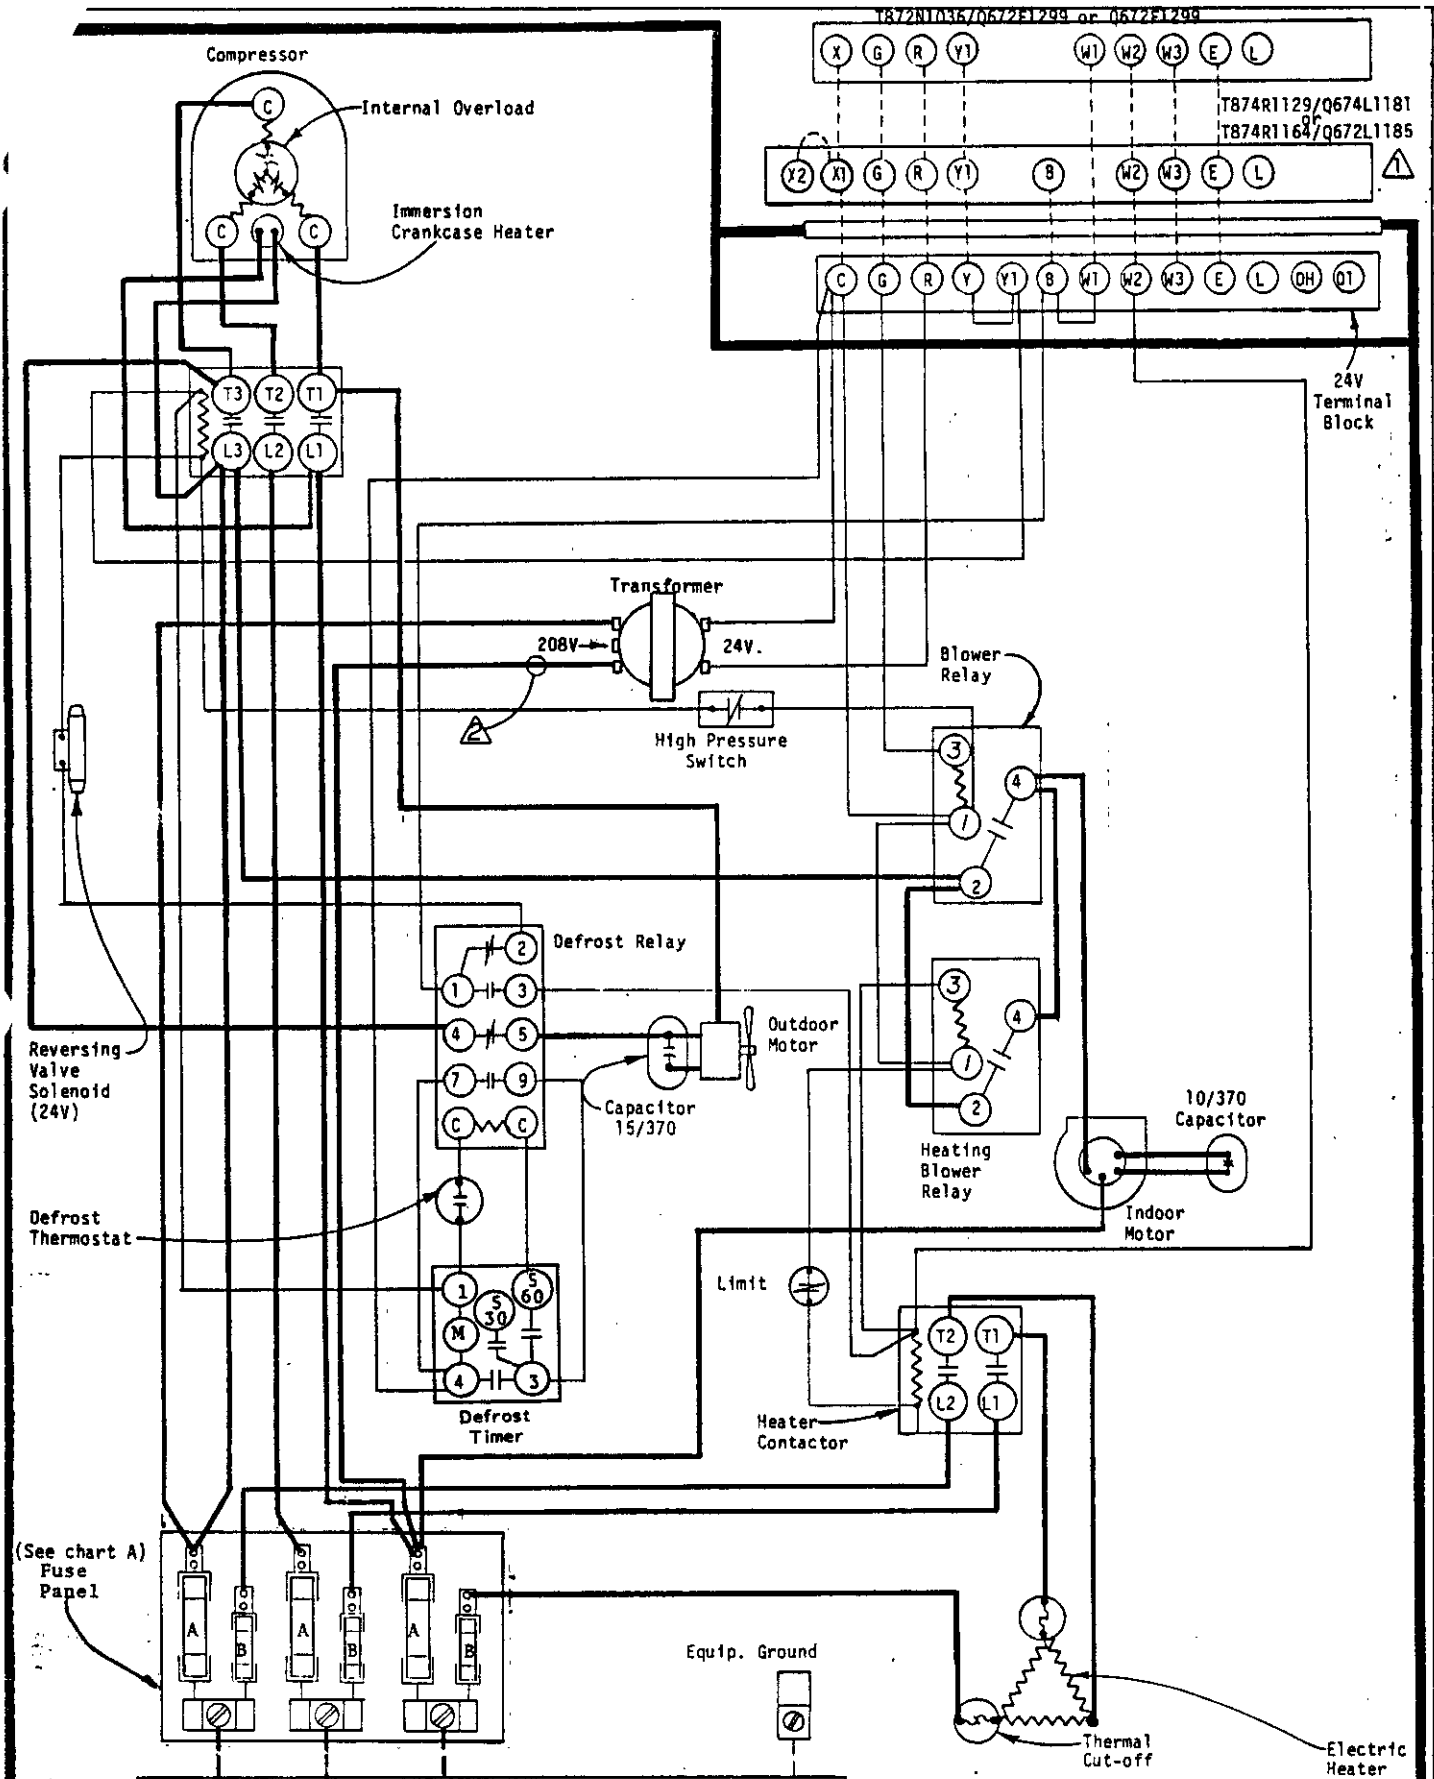 T872N1036/Q672F1299 or Q672F1299
X G R Y1 W1 W2 W3 E L
T874R1129/Q674L1181
or
T874R1164/Q672L1185
X2 X1 G R Y1 B W2 W3 E L
1
C G R Y Y1 B W1 W2 W3 E L OH O1
24V
Terminal
Block
Compressor
C
Internal Overload
Immersion
Crankcase Heater
C C
T3 T2 T1
L3 L2 L1
Transformer
208V
24V.
2
High Pressure
Switch
Blower
Relay
3
4
1
2
Reversing
Valve
Solenoid
(24V)
Defrost Relay
2
1 3
4 5
7 9
C C
Outdoor
Motor
Capacitor
15/370
3
4
1
2
Heating
Blower
Relay
10/370
Capacitor
Indoor
Motor
Defrost
Thermostat
1
S
60
S
30
M
4 3
Defrost
Timer
Limit
T2 T1
L2 L1
Heater
Contactor
(See chart A)
Fuse
Panel
A B A B A B
Equip. Ground
Thermal
Cut-off
Electric
Heater